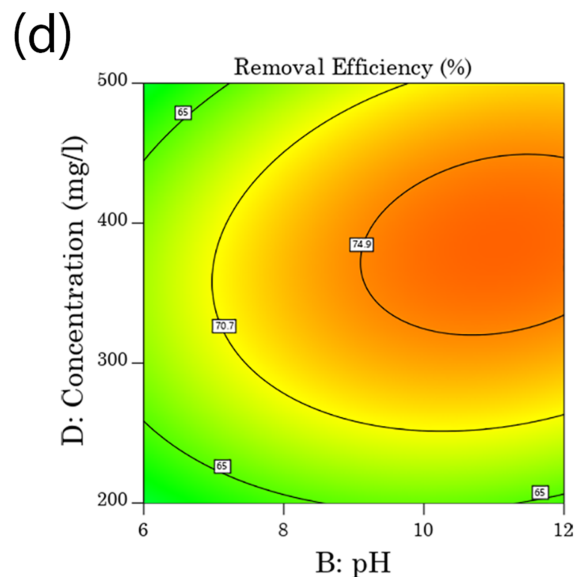 (d)
Removal Efficiency (%)
500
65
400
74.9
D: Concentration (mg/l)
70.7
300
65
65
200
6 8 10 12
B: pH